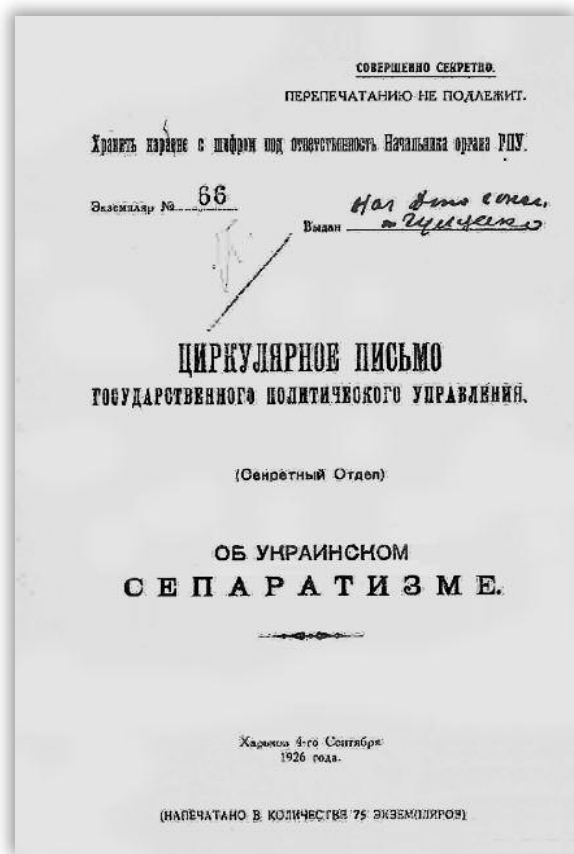 СОВЕРШЕННО СЕКРЕТНО.
ПЕРЕПЕЧАТАНИЮ НЕ ПОДЛЕЖИТ.
Хранить наравне с шифром под ответственность Начальника органа ГПУ.
Экземпляр № 66
Выдан
ЦИРКУЛЯРНОЕ ПИСЬМО
ГОСУДАРСТВЕННОГО ПОЛИТИЧЕСКОГО УПРАВЛЕНИЯ.
(Секретный Отдел)
ОБ УКРАИНСКОМ
СЕПАРАТИЗМЕ.
Харьков 4-го Сентября
1926 года.
(НАПЕЧАТАНО В КОЛИЧЕСТВЕ 75 ЭКЗЕМПЛЯРОВ)